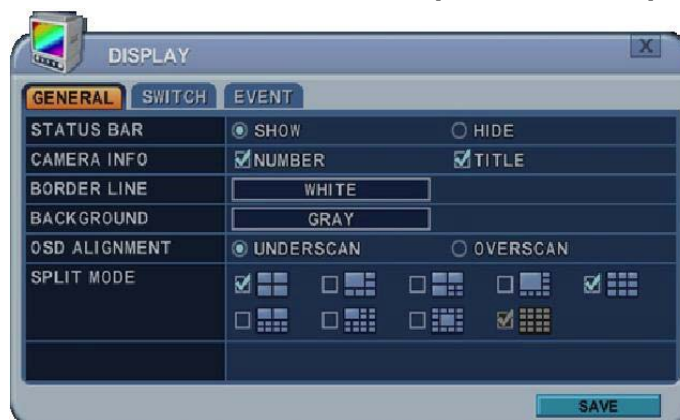 DISPLAY
X
GENERAL SWITCH EVENT
STATUS BAR SHOW HIDE
CAMERA INFO NUMBER TITLE
BORDER LINE WHITE
BACKGROUND GRAY
OSD ALIGNMENT UNDERSCAN OVERSCAN
SPLIT MODE
SAVE